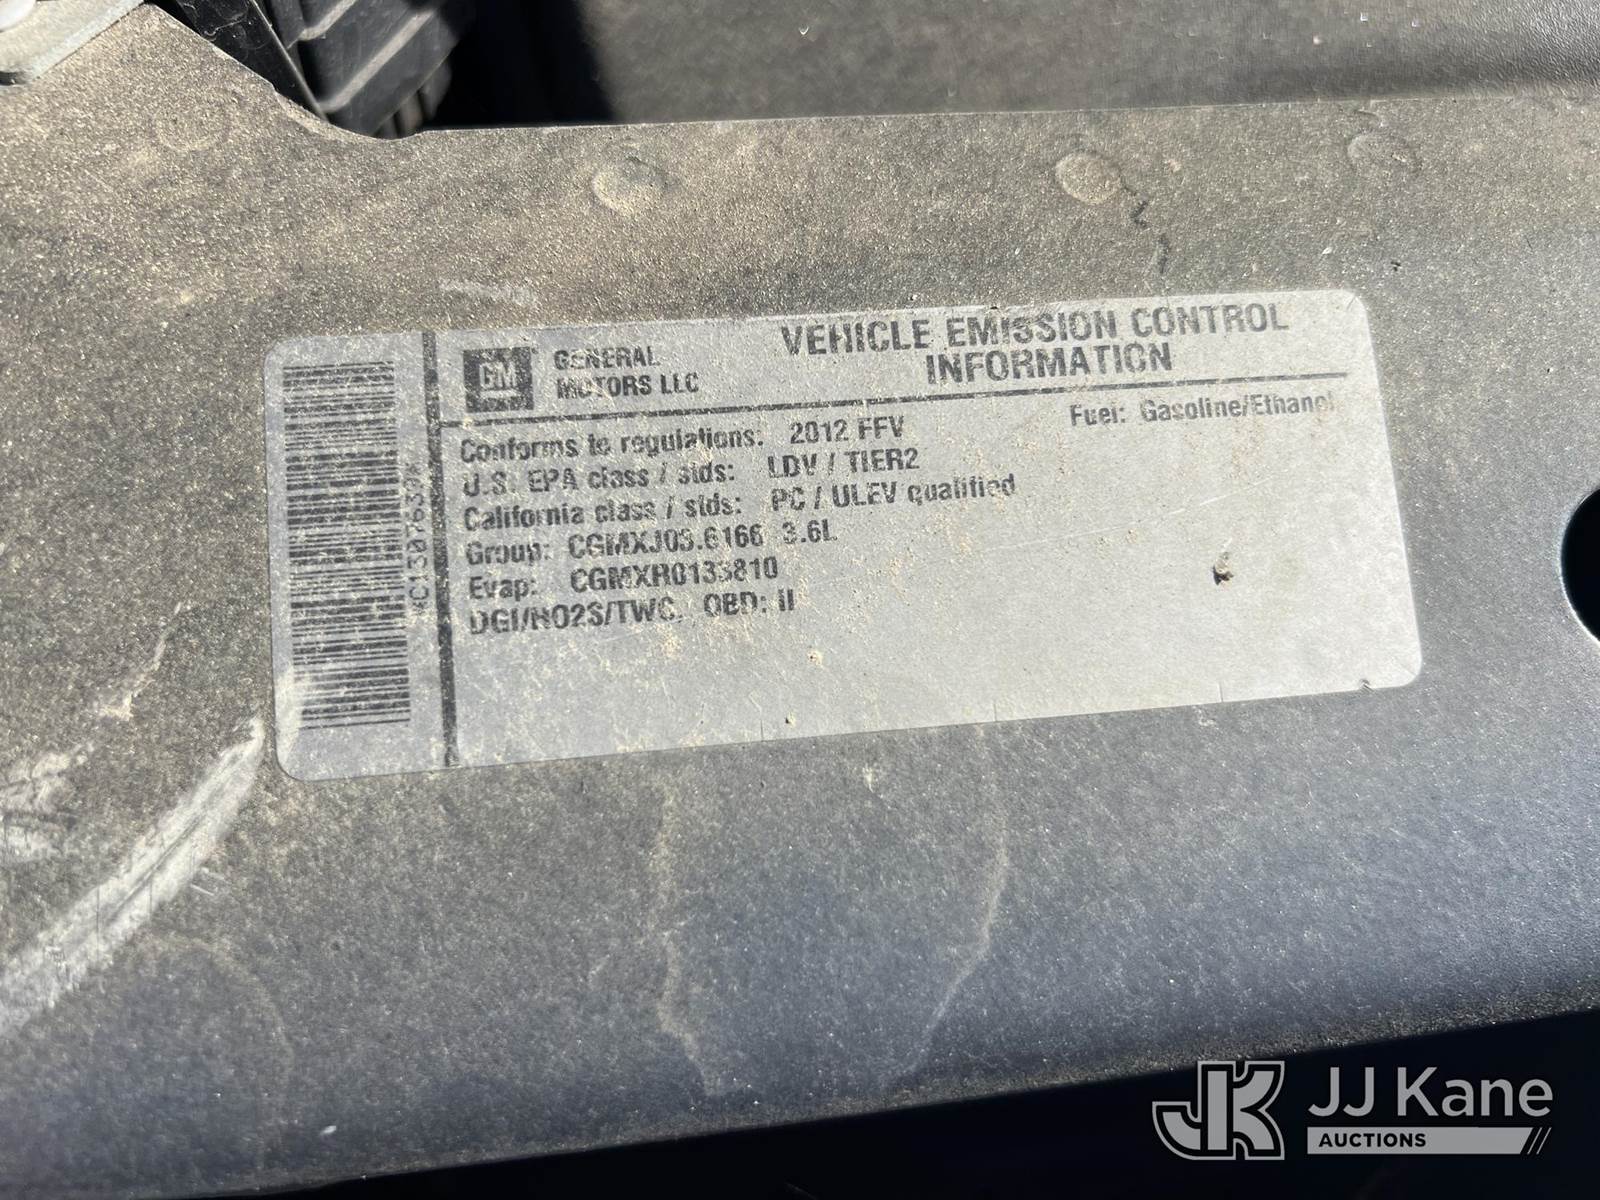 GM GENERAL
MOTORS LLC
VEHICLE EMISSION CONTROL
INFORMATION
Conforms to regulations: 2012 FFV Fuel: Gasoline/Ethanol
U.S. EPA class / stds: LDV / TIER2
California class / stds: PC / ULEV qualified
Group: CGMXJ03.6166 3.6L
Evap: CGMXR0133810
DGI/HO2S/TWC, OBD: II
JK JJ Kane
AUCTIONS